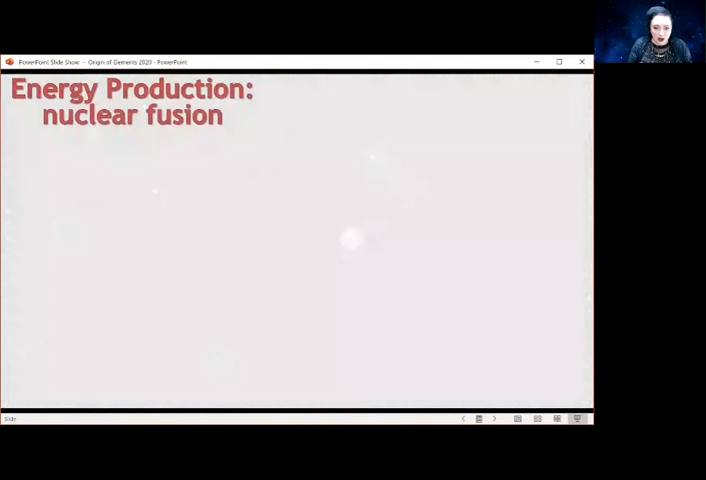 PowerPoint Slide Show - Origin of Elements 2020 - PowerPoint
Energy Production:
nuclear fusion
Slide